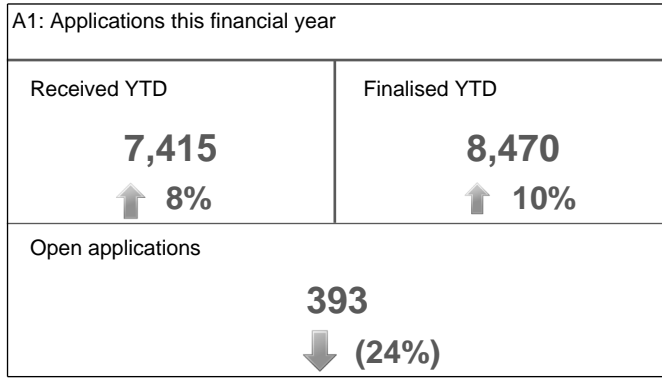 A1: Applications this financial year
Received YTD
7,415
8%
Finalised YTD
8,470
10%
Open applications
393
(24%)